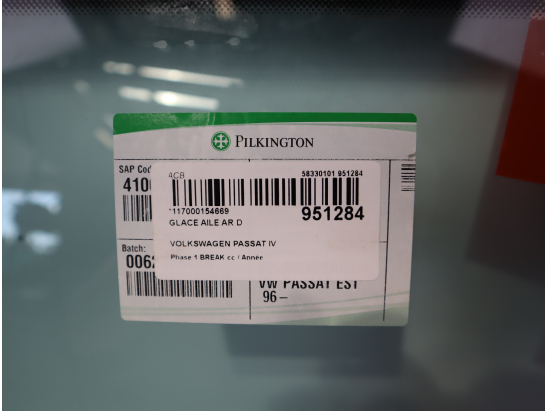 PILKINGTON
SAP Cod
410
ACB
58330101 951284
*117000154669
951284
GLACE AILE AR D
VOLKSWAGEN PASSAT IV
Phase 1 BREAK cc / Année
Batch:
006
VW PASSAT EST
96 –